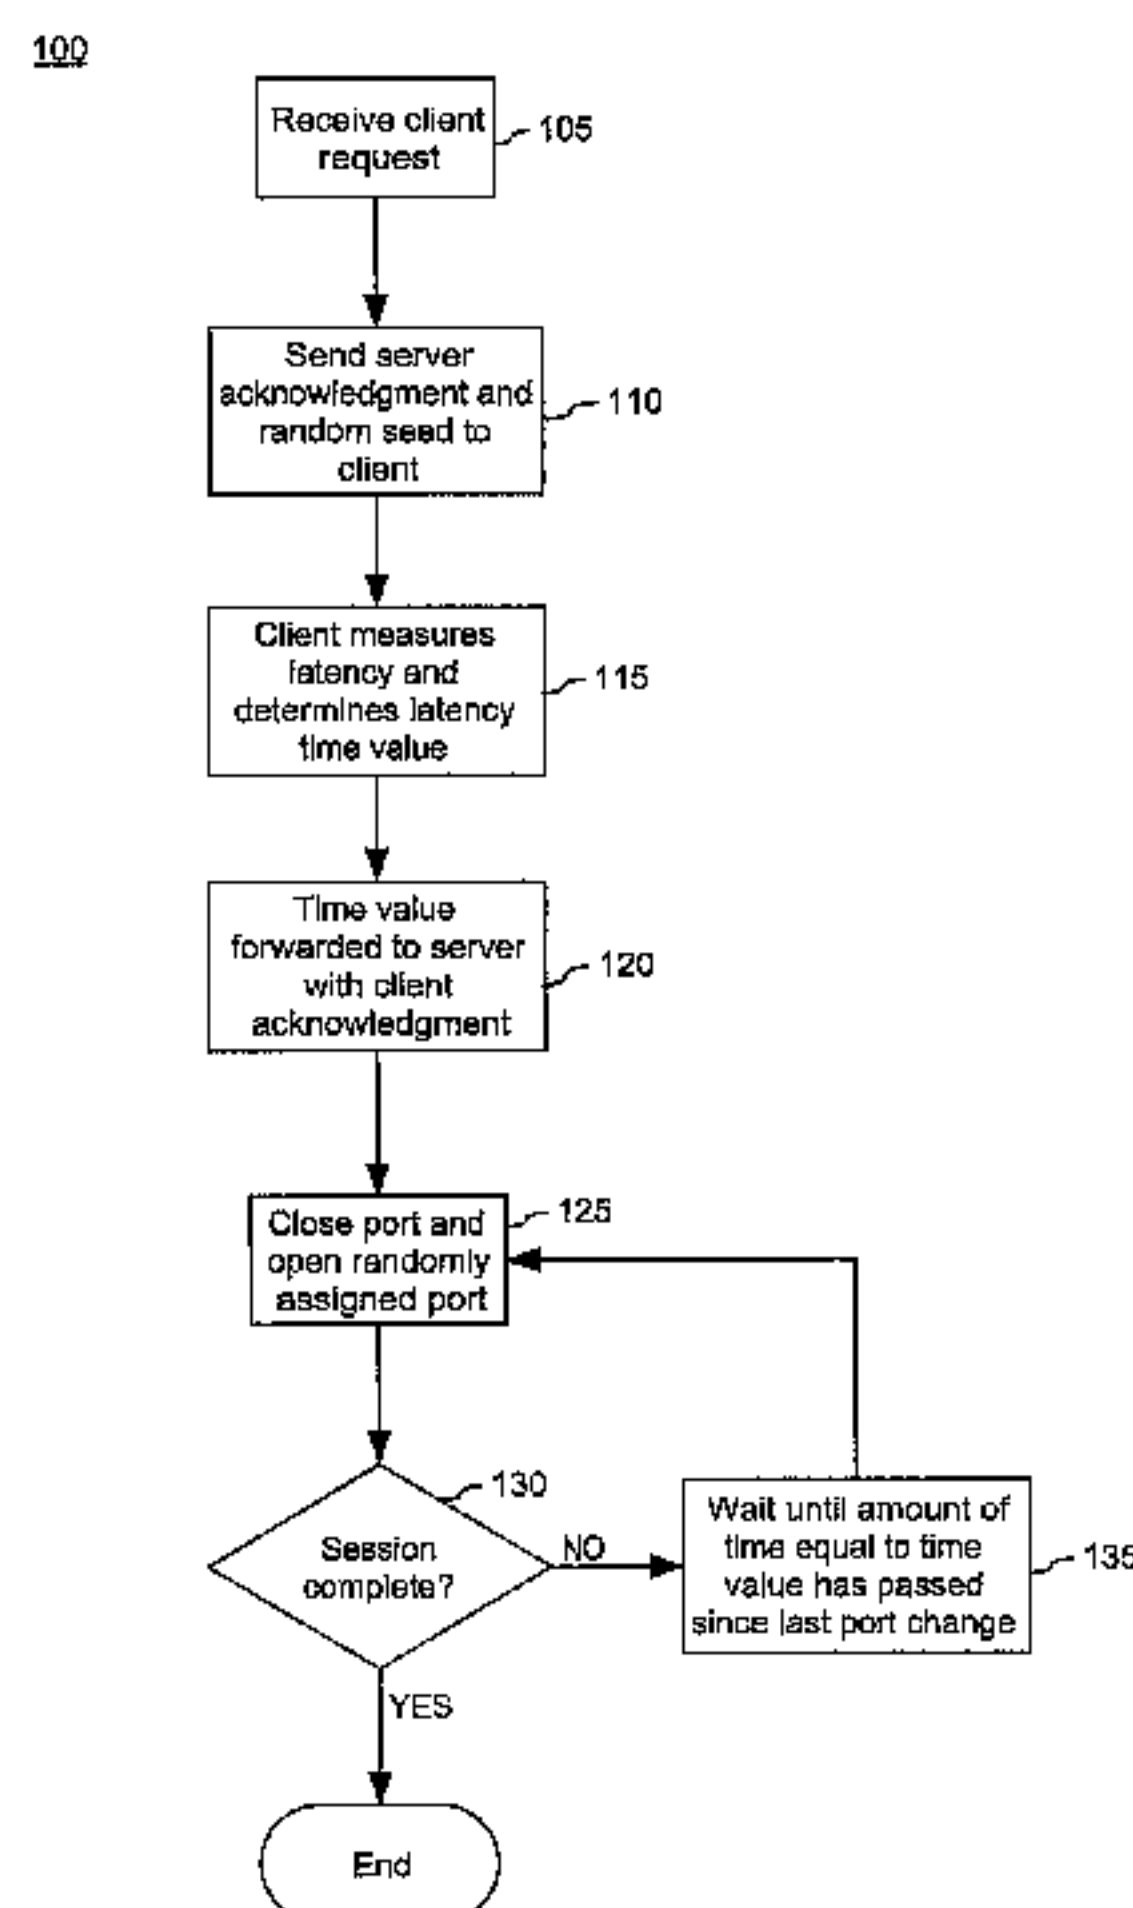 100
Receive client
request
105
Send server
acknowledgment and
random seed to
client
110
Client measures
latency and
determines latency
time value
115
Time value
forwarded to server
with client
acknowledgment
120
Close port and
open randomly
assigned port
125
Session
complete?
130
NO
Wait until amount of
time equal to time
value has passed
since last port change
135
YES
End